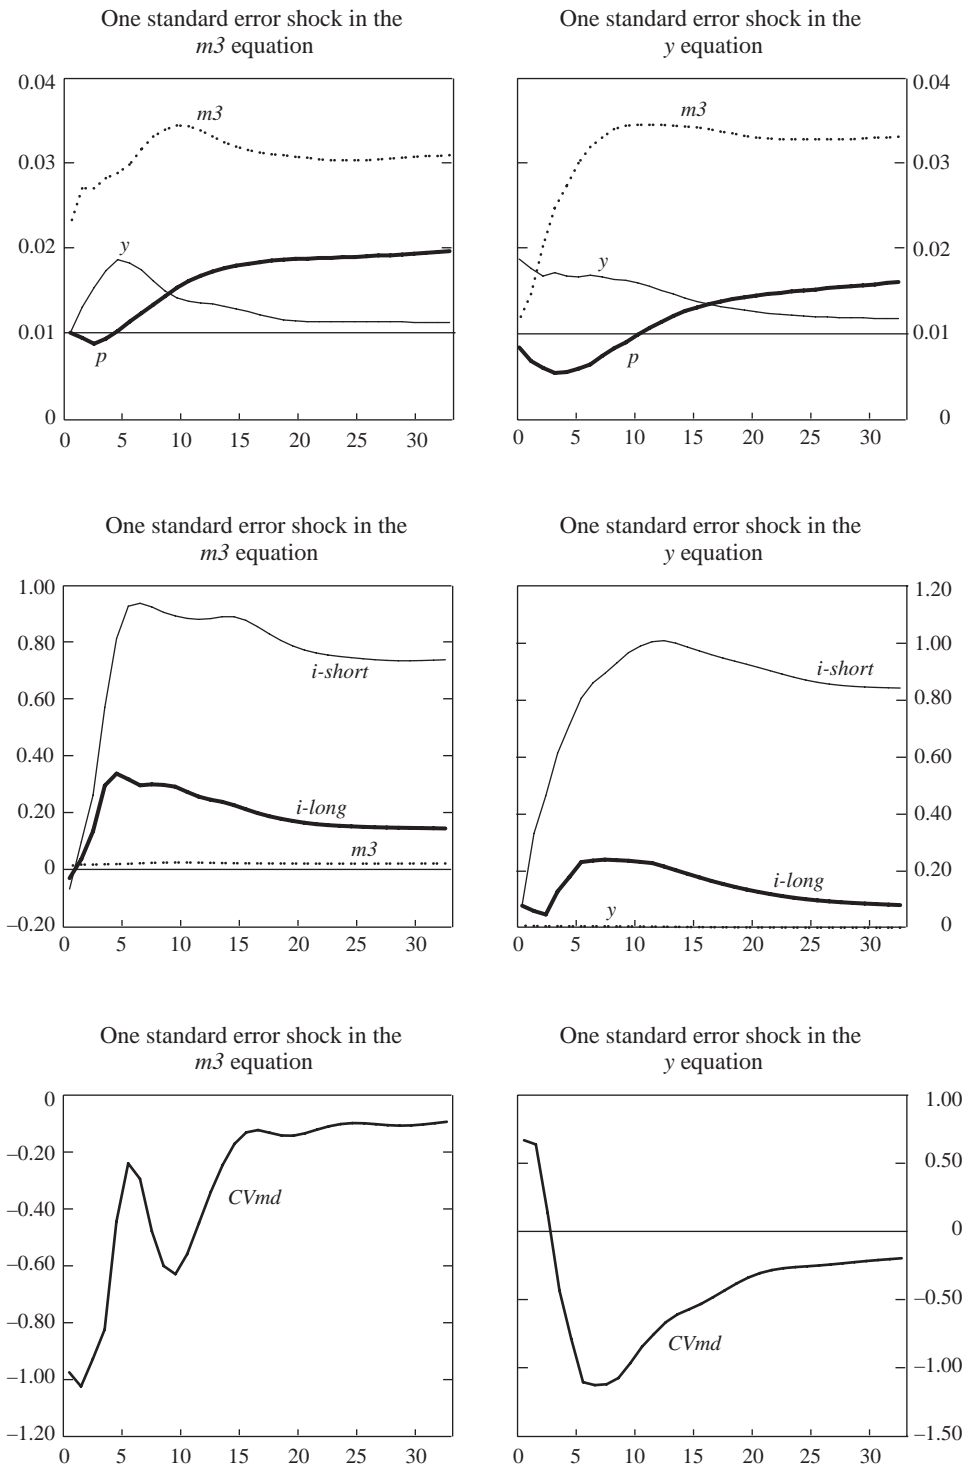 One standard error shock in the
m3 equation
0.04
0.03
0.02
0.01
0
m3
y
p
0 5 10 15 20 25 30
One standard error shock in the
y equation
m3
y
p
0.04
0.03
0.02
0.01
0
0 5 10 15 20 25 30
One standard error shock in the
m3 equation
1.00
0.80
0.60
0.40
0.20
0
–0.20
i-short
i-long
m3
0 5 10 15 20 25 30
One standard error shock in the
y equation
i-short
i-long
y
1.20
1.00
0.80
0.60
0.40
0.20
0
0 5 10 15 20 25 30
One standard error shock in the
m3 equation
0
–0.20
–0.40
–0.60
–0.80
–1.00
–1.20
CVmd
0 5 10 15 20 25 30
One standard error shock in the
y equation
CVmd
1.00
0.50
0
–0.50
–1.00
–1.50
0 5 10 15 20 25 30